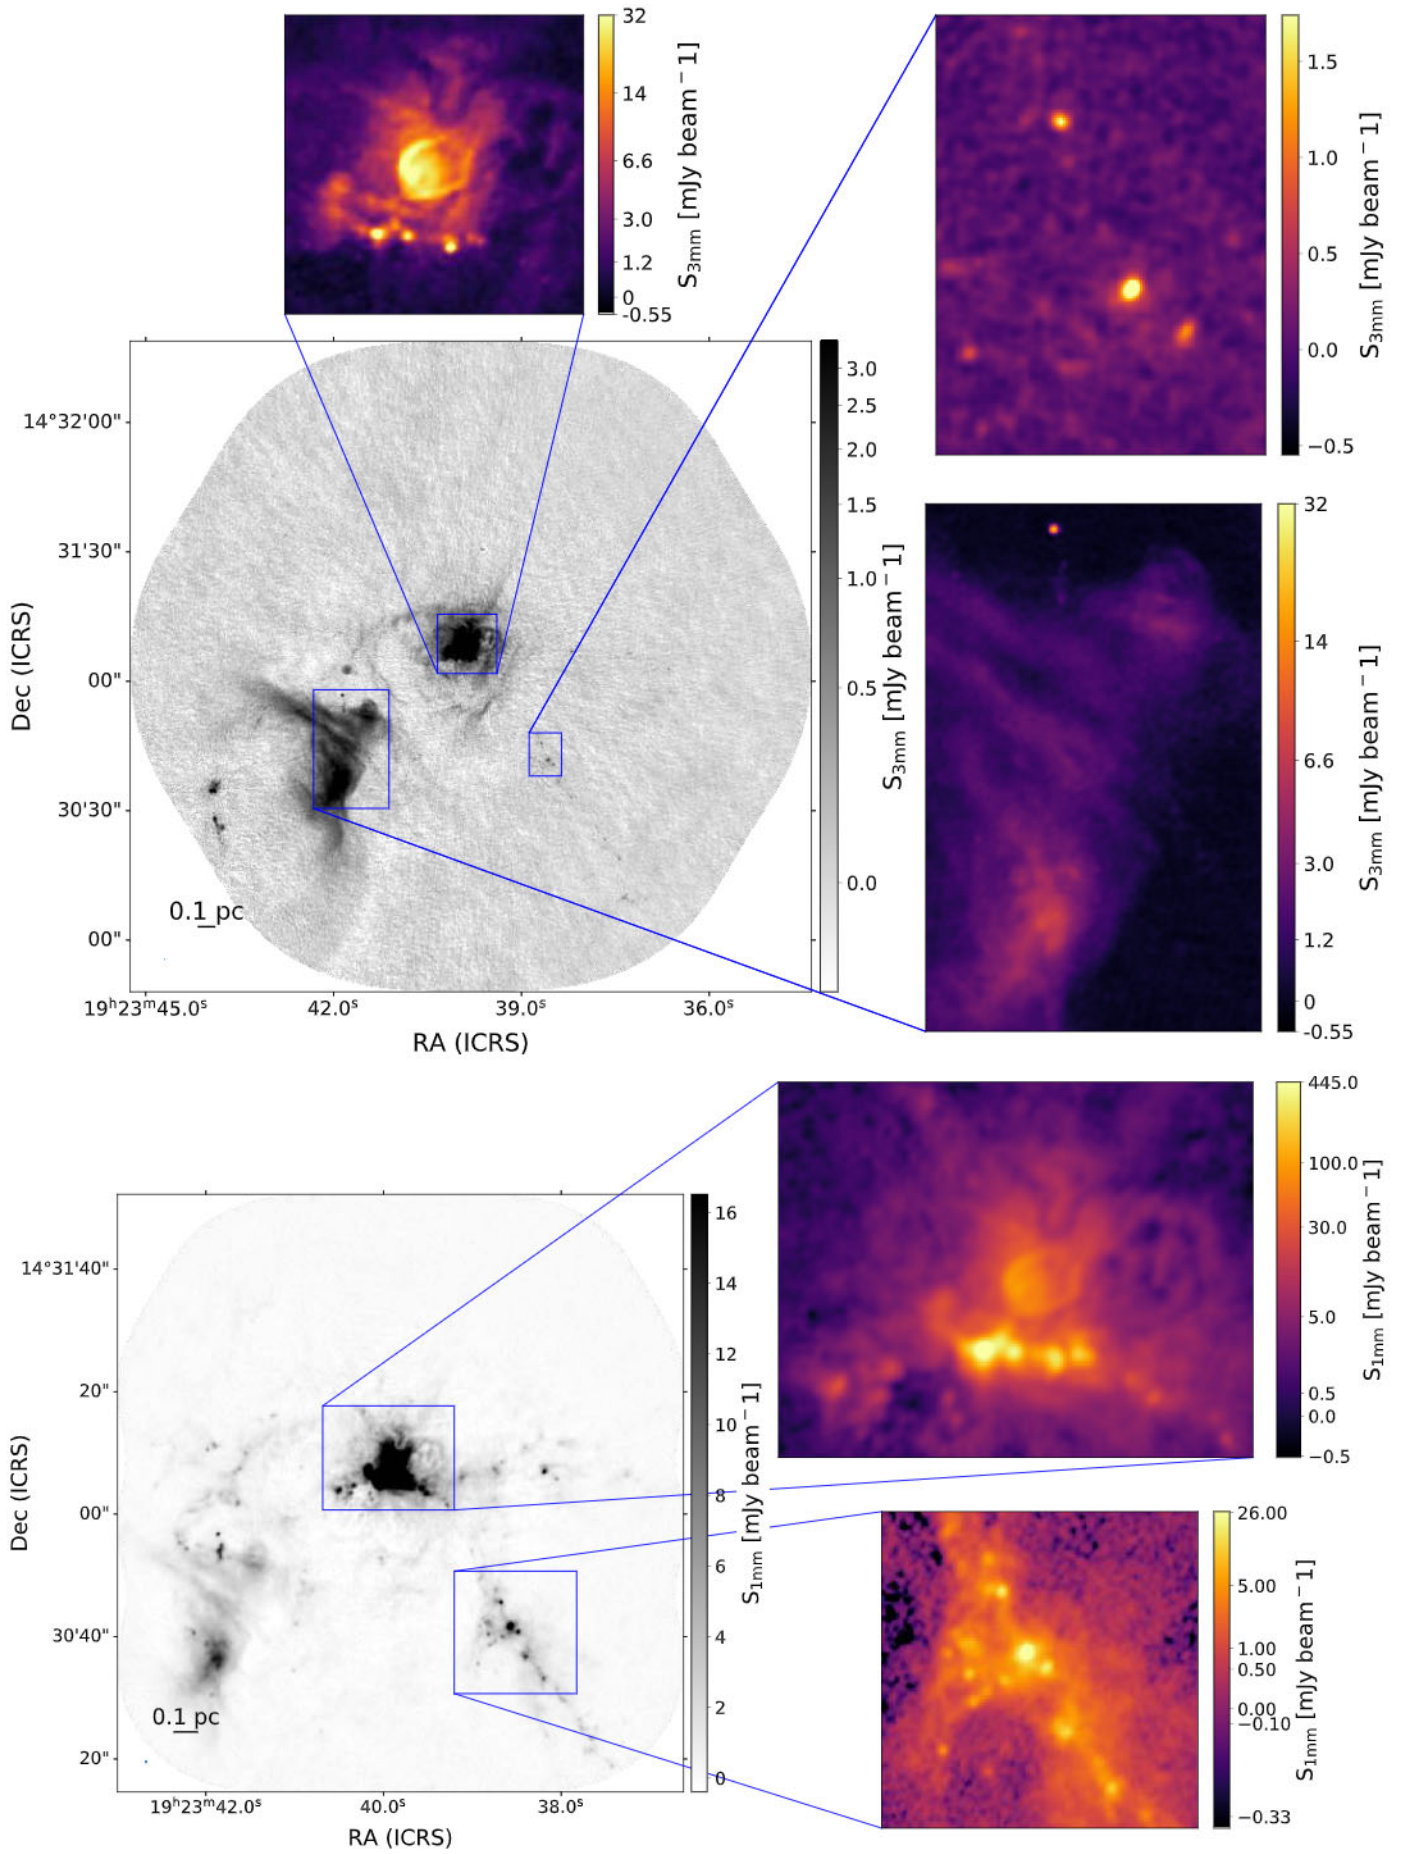 32
14
6.6
3.0
1.2
0
-0.55
S3mm [mJy beam−1]
1.5
1.0
0.5
0.0
−0.5
S3mm [mJy beam−1]
14°32'00"
31'30"
00"
30'30"
00"
Dec (ICRS)
0.1 pc
19h23m45.0s
42.0s
39.0s
36.0s
RA (ICRS)
3.0
2.5
2.0
1.5
1.0
0.5
0.0
S3mm [mJy beam−1]
32
14
6.6
3.0
1.2
0
-0.55
S3mm [mJy beam−1]
445.0
100.0
30.0
5.0
0.5
0.0
−0.5
S1mm [mJy beam−1]
14°31'40"
20"
00"
30'40"
20"
Dec (ICRS)
0.1 pc
19h23m42.0s
40.0s
38.0s
RA (ICRS)
16
14
12
10
8
6
4
2
0
S1mm [mJy beam−1]
26.00
5.00
1.00
0.50
0.00
−0.10
−0.33
S1mm [mJy beam−1]